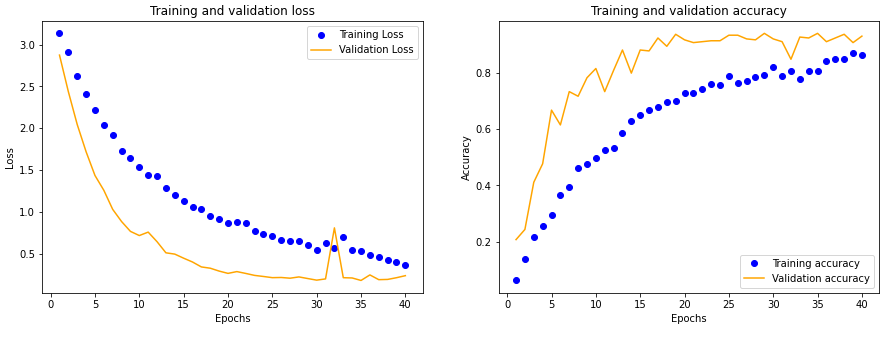 Training and validation loss
3.0
2.5
2.0
1.5
1.0
0.5
Loss
Training Loss
Validation Loss
0
5
10
15
20
25
30
35
40
Epochs
Training and validation accuracy
0.8
0.6
0.4
0.2
Accuracy
Training accuracy
Validation accuracy
0
5
10
15
20
25
30
35
40
Epochs